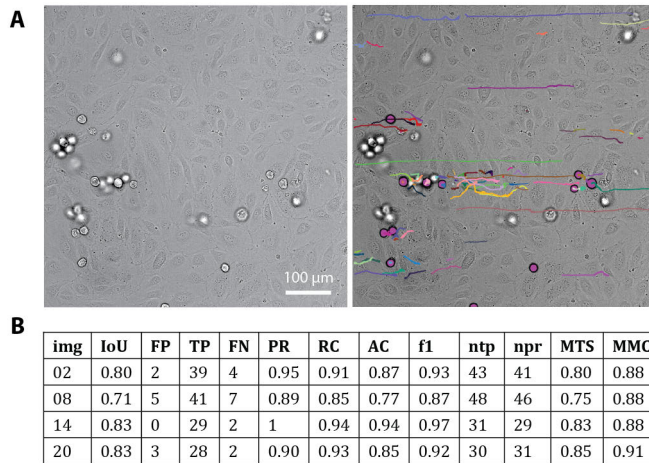 A
100 µm
B
img IoU FP TP FN PR RC AC f1 ntp npr MTS MMC
02 0.80 2 39 4 0.95 0.91 0.87 0.93 43 41 0.80 0.88
08 0.71 5 41 7 0.89 0.85 0.77 0.87 48 46 0.75 0.88
14 0.83 0 29 2 1 0.94 0.94 0.97 31 29 0.83 0.88
20 0.83 3 28 2 0.90 0.93 0.85 0.92 30 31 0.85 0.91